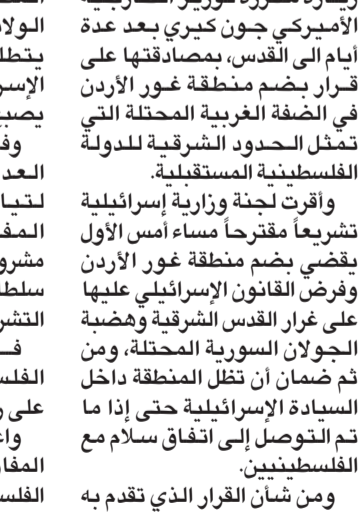 الأميركي جون كيري بعد عدة
أيام الى القدس، بمصادقتها على
قرار بضم منطقة غور الأردن
في الضفة الغربية المحتلة التي
تمثل الحدود الشرقية للدولة
الفلسطينية المستقبلية.
وأقرت لجنة وزارية إسرائيلية
تشريعاً مقترحاً مساء أمس الأول
يقضي بضم منطقة غور الأردن
وفرض القانون الإسرائيلي عليها
على غرار القدس الشرقية وهضبة
الجولان السورية المحتلة، ومن
ثم ضمان أن تظل المنطقة داخل
السيادة الإسرائيلية حتى إذا ما
تم التوصل إلى اتفاق سلام مع
الفلسطينيين.
ومن شأن القرار الذي تقدم به